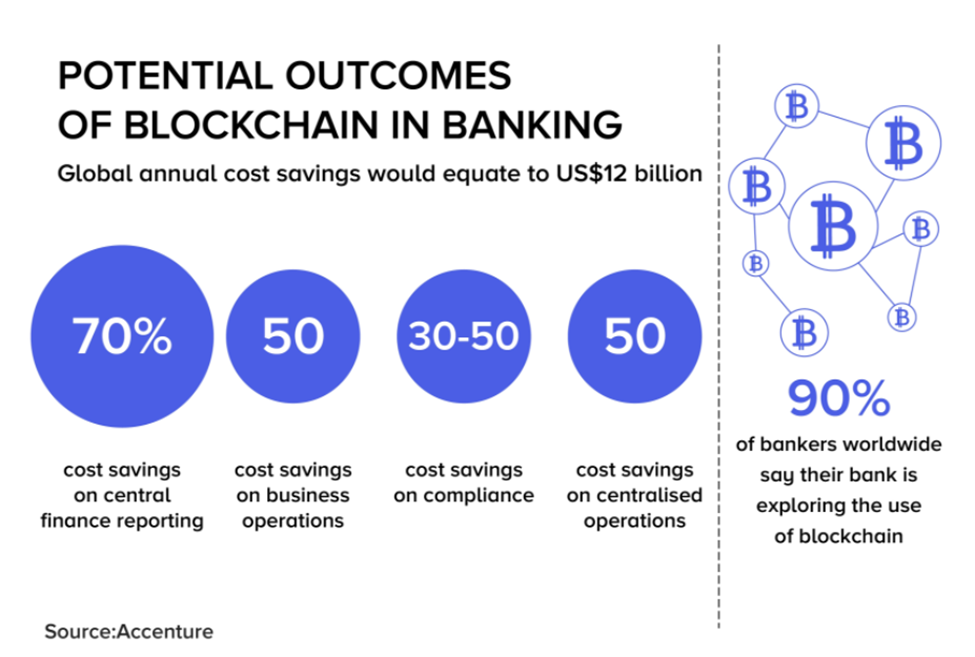 POTENTIAL OUTCOMES
OF BLOCKCHAIN IN BANKING
Global annual cost savings would equate to US$12 billion
70%
cost savings
on central
finance reporting
50
cost savings
on business
operations
30-50
cost savings
on compliance
50
cost savings
on centralised
operations
90%
of bankers worldwide
say their bank is
exploring the use
of blockchain
Source:Accenture